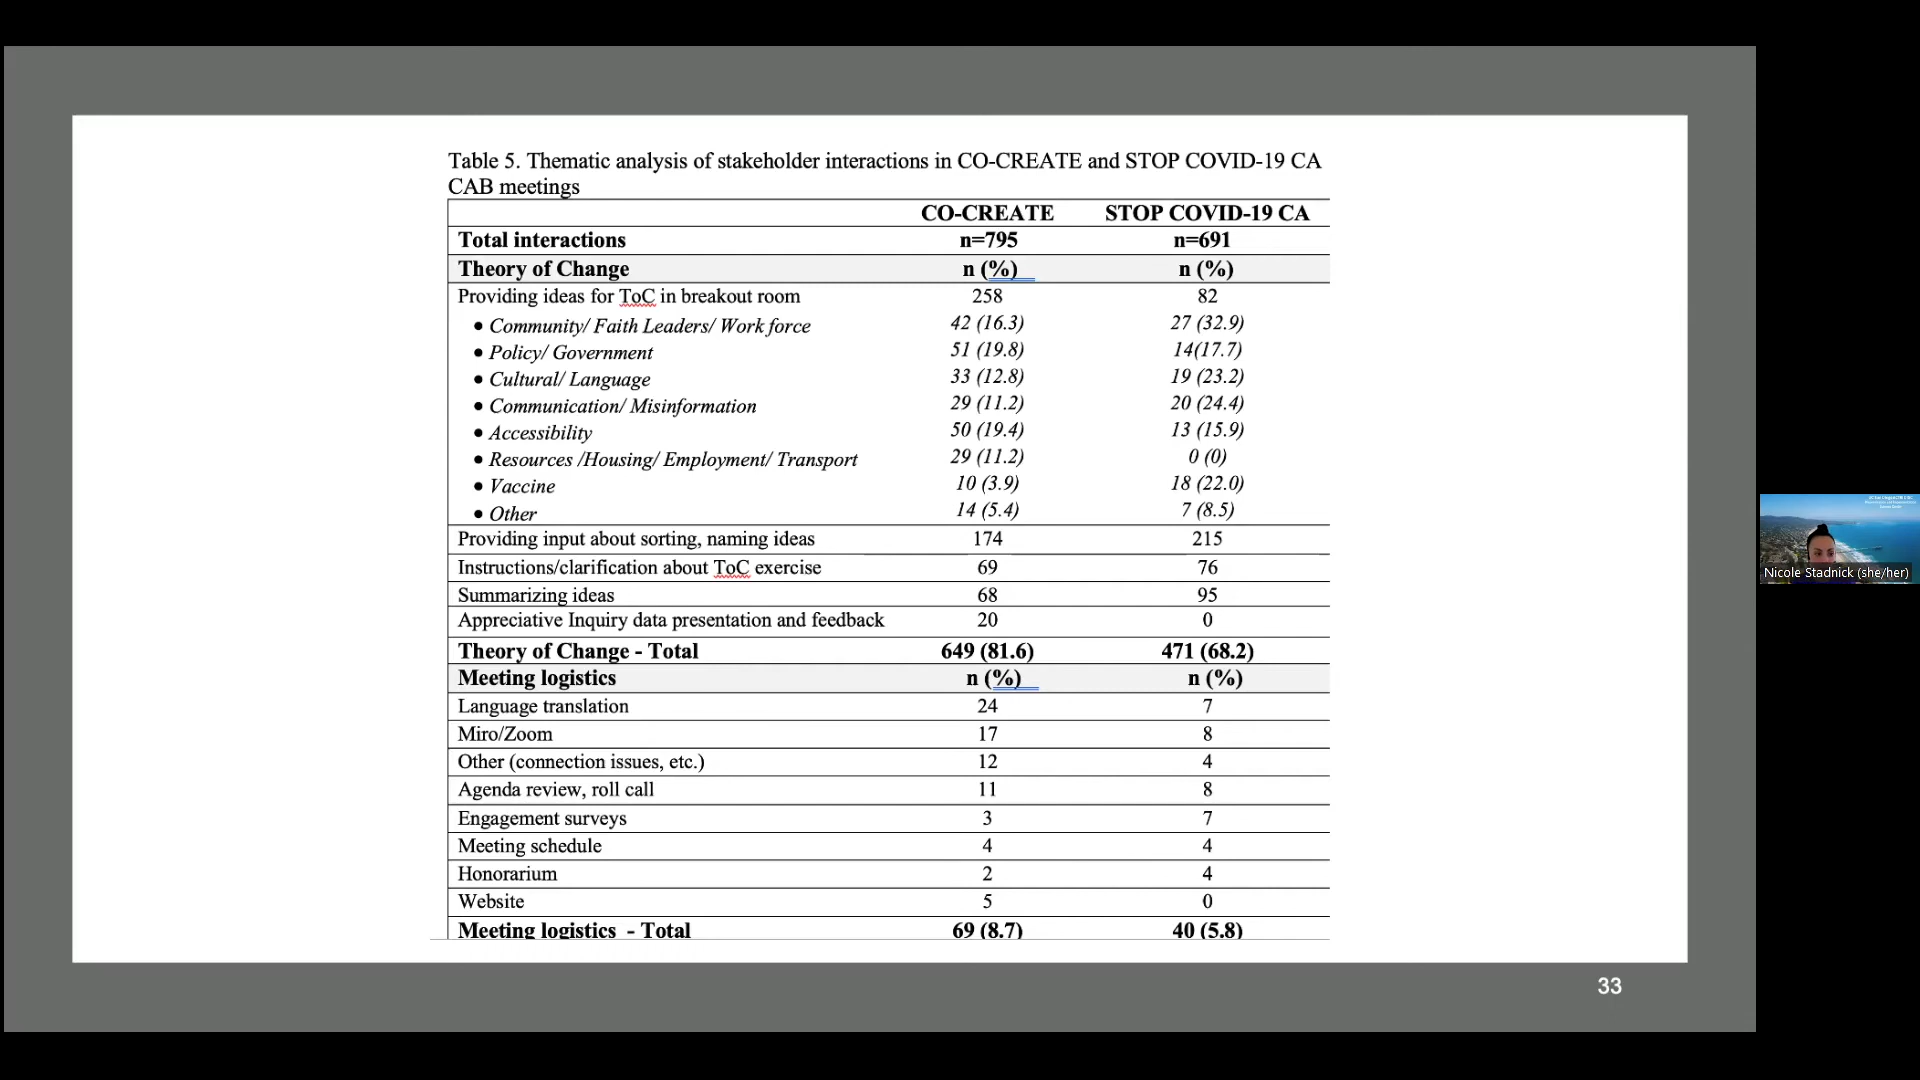 Table 5. Thematic analysis of stakeholder interactions in CO-CREATE and STOP COVID-19 CA
CAB meetings
CO-CREATE STOP COVID-19 CA
Total interactions n=795 n=691
Theory of Change n (%) n (%)
Providing ideas for ToC in breakout room 258 82
• Community/ Faith Leaders/ Work force 42 (16.3) 27 (32.9)
• Policy/ Government 51 (19.8) 14(17.7)
• Cultural/ Language 33 (12.8) 19 (23.2)
• Communication/ Misinformation 29 (11.2) 20 (24.4)
• Accessibility 50 (19.4) 13 (15.9)
• Resources /Housing/ Employment/ Transport 29 (11.2) 0 (0)
• Vaccine 10 (3.9) 18 (22.0)
• Other 14 (5.4) 7 (8.5)
Providing input about sorting, naming ideas 174 215
Instructions/clarification about ToC exercise 69 76
Summarizing ideas 68 95
Appreciative Inquiry data presentation and feedback 20 0
Theory of Change - Total 649 (81.6) 471 (68.2)
Meeting logistics n (%) n (%)
Language translation 24 7
Miro/Zoom 17 8
Other (connection issues, etc.) 12 4
Agenda review, roll call 11 8
Engagement surveys 3 7
Meeting schedule 4 4
Honorarium 2 4
Website 5 0
Meeting logistics - Total 69 (8.7) 40 (5.8)
33
Nicole Stadnick (she/her)